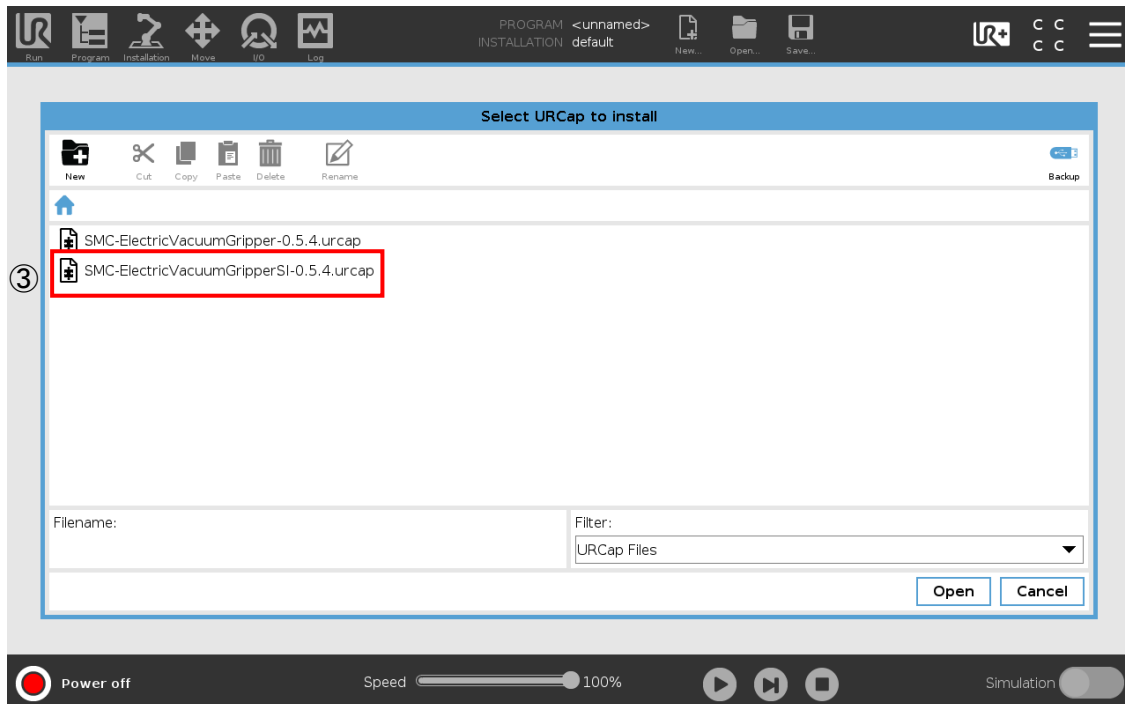 UR
PROGRAM <unnamed>
INSTALLATION default
UR+
C C
C C
Run Program Installation Move I/O Log New... Open... Save...
Select URCap to install
New Cut Copy Paste Delete Rename Backup
SMC-ElectricVacuumGripper-0.5.4.urcap
③ SMC-ElectricVacuumGripperSI-0.5.4.urcap
Filename: Filter:
URCap Files
Open Cancel
Power off Speed 100% Simulation